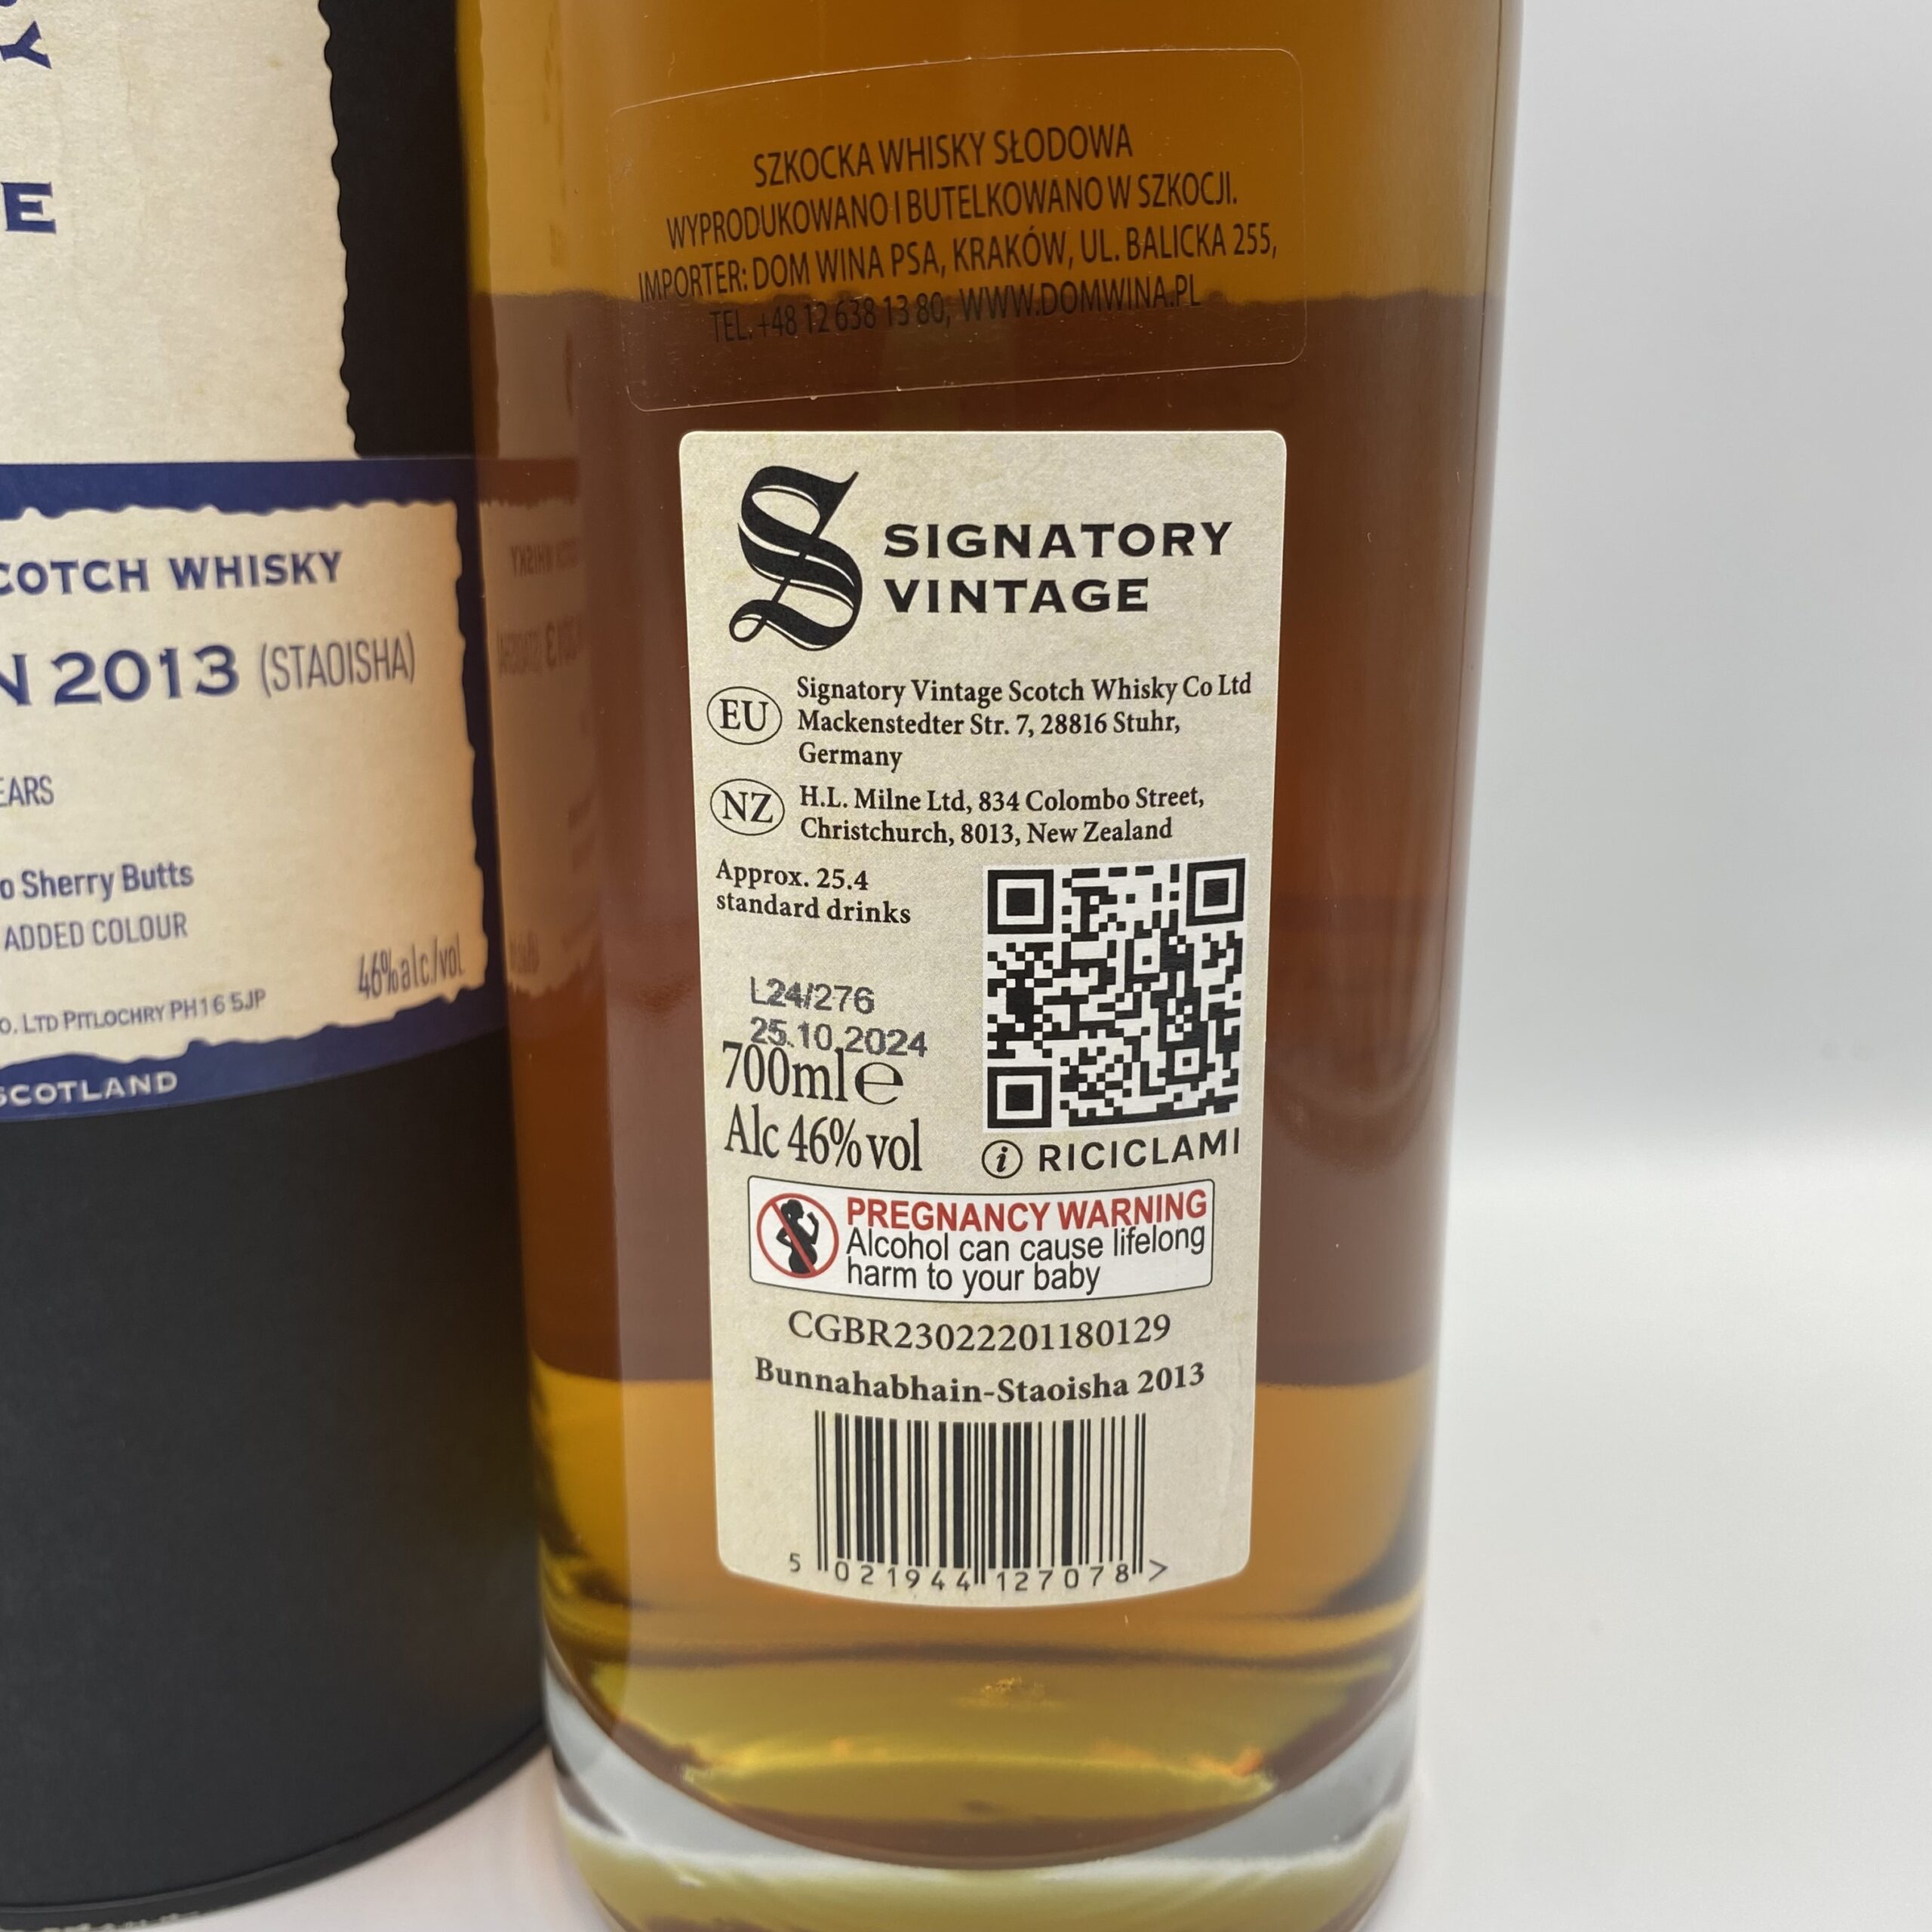 Y
E
COTCH WHISKY
N 2013 (STAOISHA)
EARS
o Sherry Butts
ADDED COLOUR
46%alc/vol
O. LTD PITLOCHRY PH16 5JP
SCOTLAND
SZKOCKA WHISKY SŁODOWA
WYPRODUKOWANO I BUTELKOWANO W SZKOCJI.
IMPORTER: DOM WINA PSA, KRAKÓW, UL. BALICKA 255,
TEL. +48 12 638 13 80, WWW.DOMWINA.PL
S SIGNATORY
VINTAGE
EU Signatory Vintage Scotch Whisky Co Ltd
Mackenstedter Str. 7, 28816 Stuhr,
Germany
NZ H.L. Milne Ltd, 834 Colombo Street,
Christchurch, 8013, New Zealand
Approx. 25.4
standard drinks
L24/276
25.10.2024
700ml e
Alc 46% vol
i RICICLAMI
PREGNANCY WARNING
Alcohol can cause lifelong
harm to your baby
CGBR23022201180129
Bunnahabhain-Staoisha 2013
5 021944 127078 >